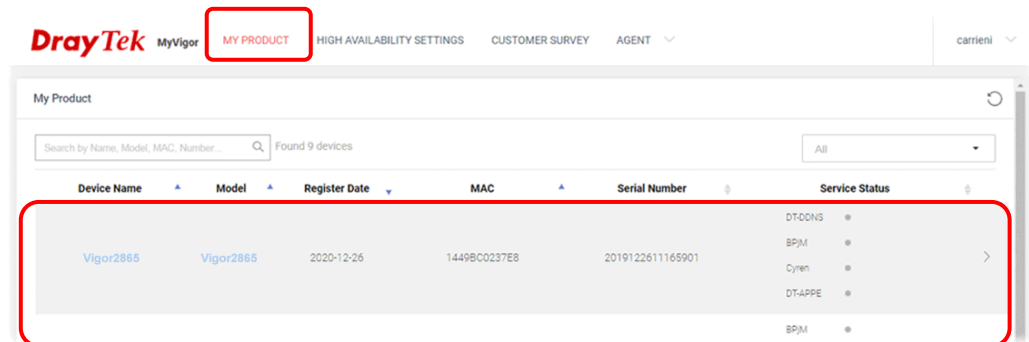 DrayTek MyVigor MY PRODUCT HIGH AVAILABILITY SETTINGS CUSTOMER SURVEY AGENT carrieni
My Product
Search by Name, Model, MAC, Number... Found 9 devices All
Device Name Model Register Date MAC Serial Number Service Status
DT-DDNS
BPjM
Vigor2865 Vigor2865 2020-12-26 1449BC0237E8 2019122611165901
Cyren
DT-APPE
BPjM